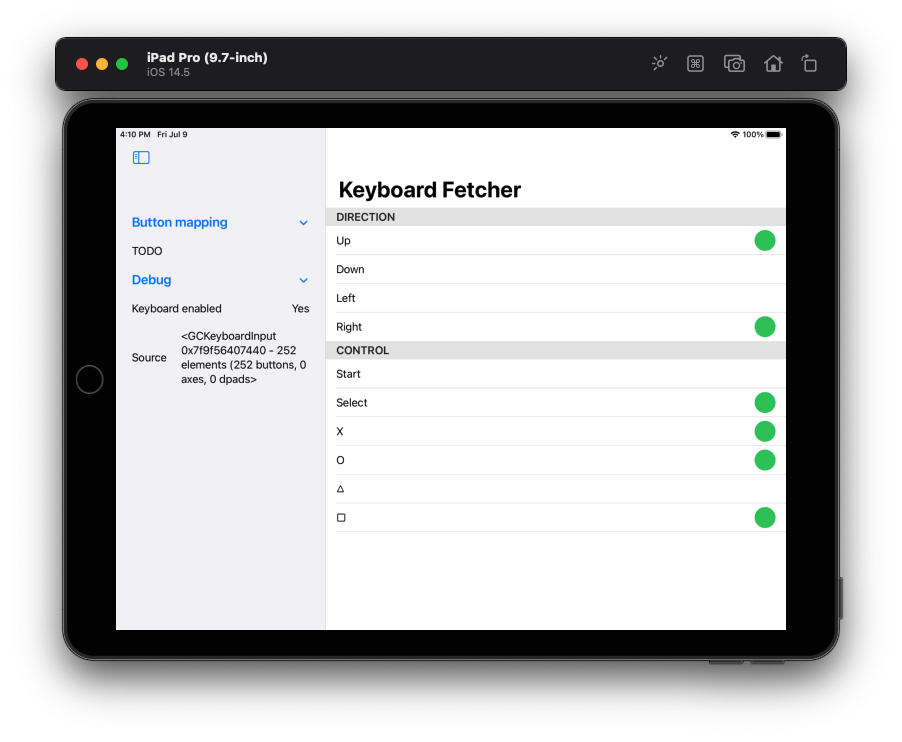 iPad Pro (9.7-inch)
iOS 14.5
4:10 PM Fri Jul 9
100%
Button mapping
TODO
Debug
Keyboard enabled Yes
Source
<GCKeyboardInput
0x7f9f56407440 - 252
elements (252 buttons, 0
axes, 0 dpads>
Keyboard Fetcher
DIRECTION
Up
Down
Left
Right
CONTROL
Start
Select
X
O
△
□